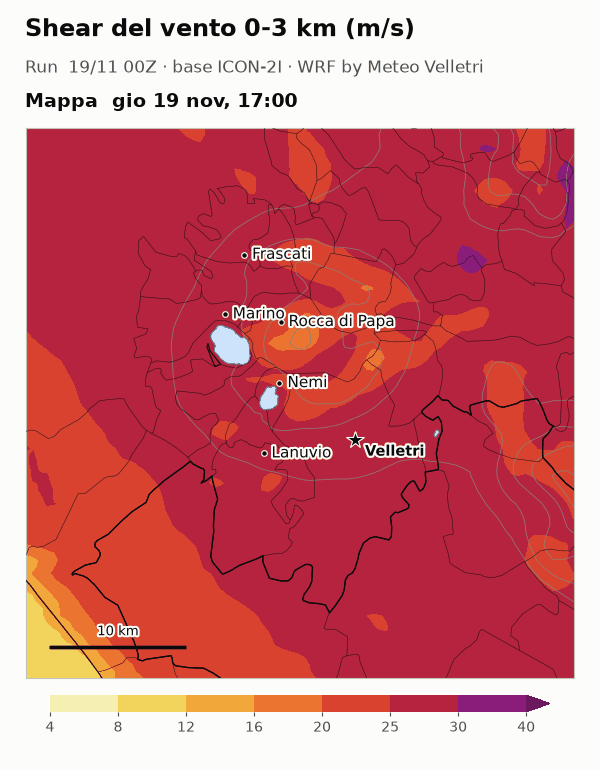 Shear del vento 0-3 km (m/s)
Run  19/11 00Z · base ICON-2I · WRF by Meteo Velletri
Mappa  gio 19 nov, 17:00
Frascati
Marino
Rocca di Papa
Nemi
Velletri
Lanuvio
10 km
4 8 12 16 20 25 30 40